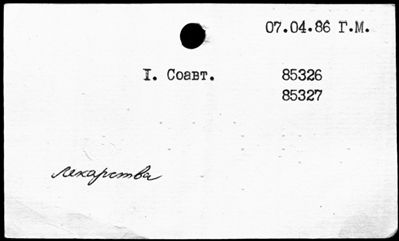 07.04.86 Г.М.
I. Соавт. 85326
85327
лекарства